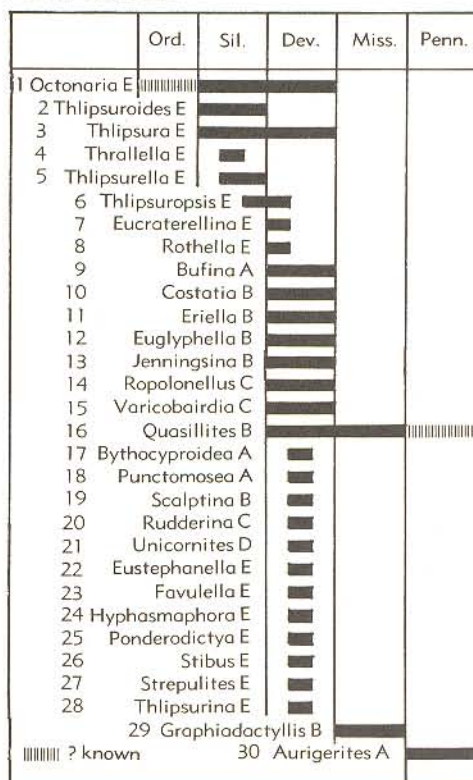 Ord. Sil. Dev. Miss. Penn.
1 Octonaria E
2 Thlipsuroides E
3 Thlipsura E
4 Thrallella E
5 Thlipsurella E
6 Thlipsuropsis E
7 Eucraterellina E
8 Rothella E
9 Bufina A
10 Costatia B
11 Eriella B
12 Euglyphella B
13 Jenningsina B
14 Ropolonellus C
15 Varicobairdia C
16 Quasillites B
17 Bythocyproidea A
18 Punctomosea A
19 Scalptina B
20 Rudderina C
21 Unicornites D
22 Eustephanella E
23 Favulella E
24 Hyphasmaphora E
25 Ponderodictya E
26 Stibus E
27 Strepulites E
28 Thlipsurina E
29 Graphiadactyllis B
? known 30 Aurigerites A